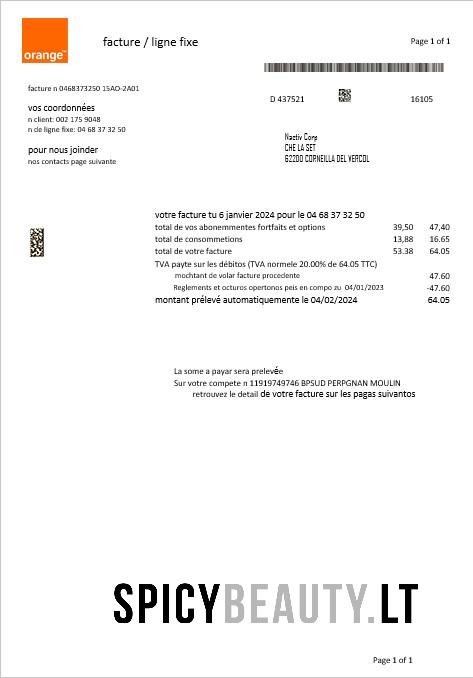 orange™
facture / ligne fixe
Page 1 of 1
facture n 0468373250 15AO-2A01
D 437521
16105
vos coordonnées
n client: 002 175 9048
n de ligne fixe: 04 68 37 32 50
pour nous joinder
nos contacts page suivante
Naztiv Corp
CHE LA SET
62200 CORNEILLA DEL VERCOL
votre facture tu 6 janvier 2024 pour le 04 68 37 32 50
total de vos abonemmentes fortfaits et options 39,50 47,40
total de consommetions 13,88 16.65
total de votre facture 53.38 64.05
TVA payte sur les débitos (TVA normele 20.00% de 64.05 TTC)
mochtant de volar facture procedente 47.60
Reglements et octuros opertonos peis en compo zu 04/01/2023 -47.60
montant prélevé automatiquemente le 04/02/2024 64.05
La some a payar sera prelevée
Sur votre compete n 11919749746 BPSUD PERPGNAN MOULIN
retrouvez le detail de votre facture sur les pagas suivantos
SPICYBEAUTY.LT
Page 1 of 1